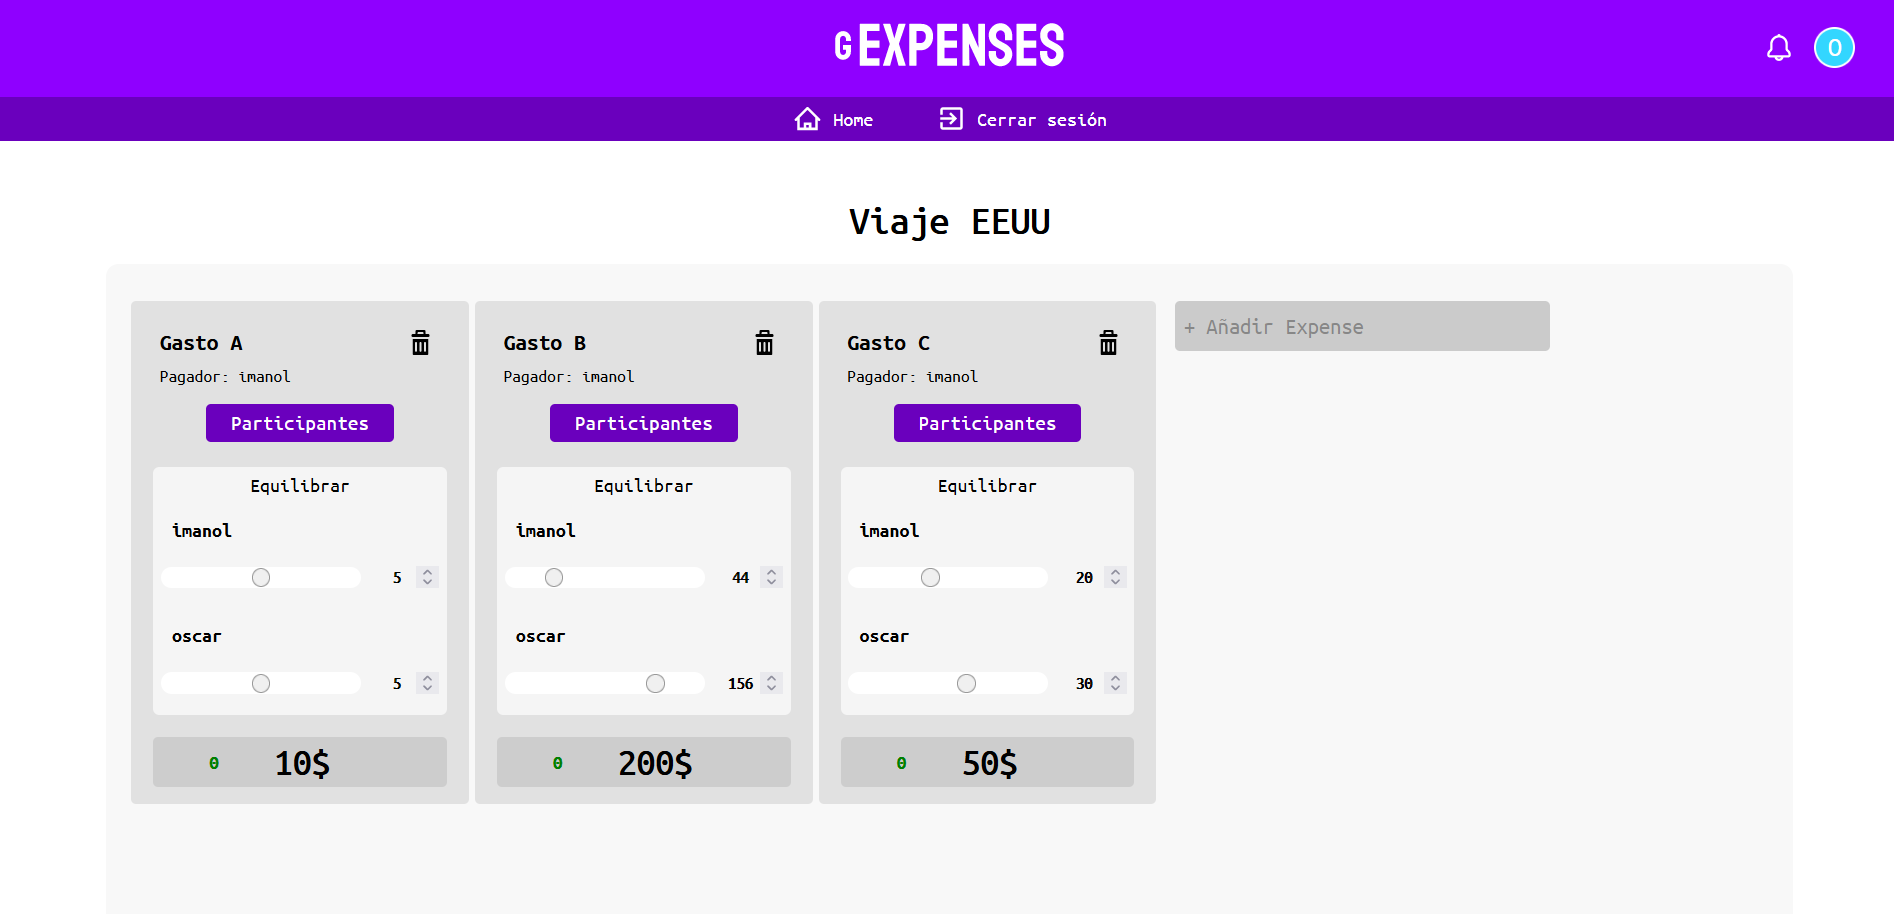 G EXPENSES
O
Home
Cerrar sesión
Viaje EEUU
Gasto A
Pagador: imanol
Participantes
Equilibrar
imanol
5
oscar
5
0 10$
Gasto B
Pagador: imanol
Participantes
Equilibrar
imanol
44
oscar
156
0 200$
Gasto C
Pagador: imanol
Participantes
Equilibrar
imanol
20
oscar
30
0 50$
+ Añadir Expense